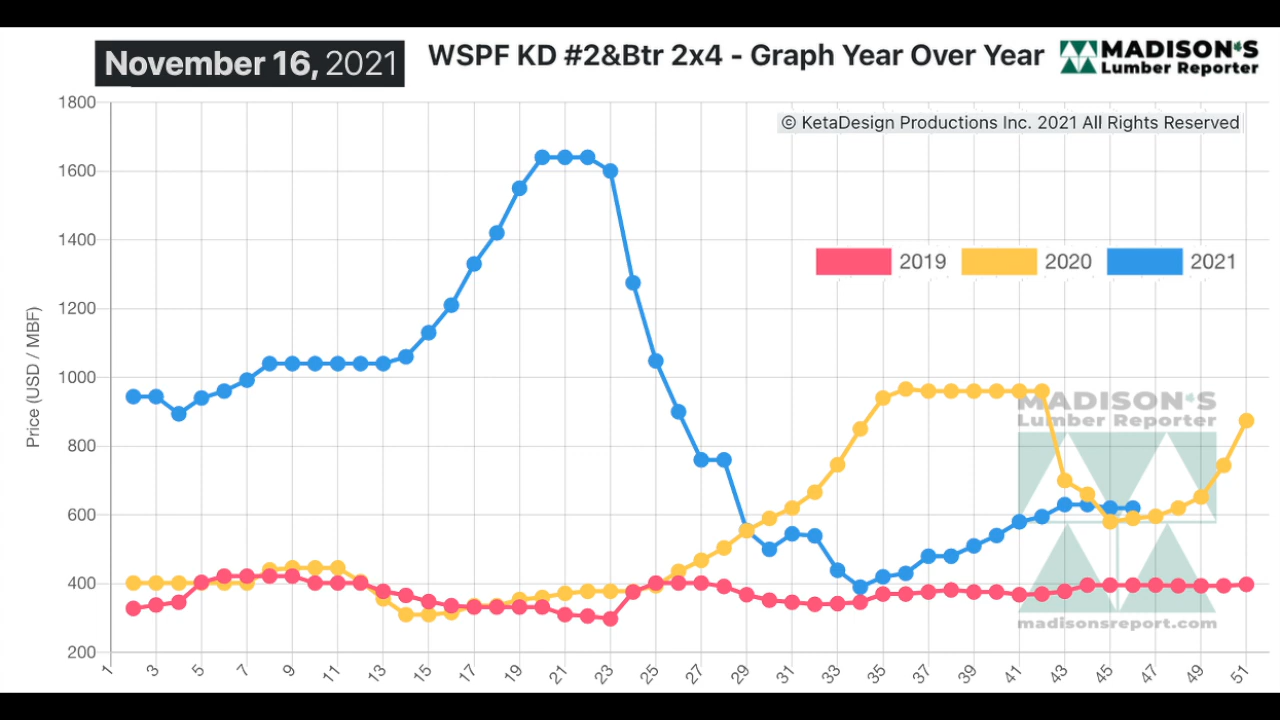 November 16, 2021
WSPF KD #2&Btr 2x4 - Graph Year Over Year
MADISON'S
Lumber Reporter
© KetaDesign Productions Inc. 2021 All Rights Reserved
2019 2020 2021
Price (USD / MBF)
1800
1600
1400
1200
1000
800
600
400
200
MADISON'S
Lumber Reporter
madisonsreport.com
1 3 5 7 9 11 13 15 17 19 21 23 25 27 29 31 33 35 37 39 41 43 45 47 49 51